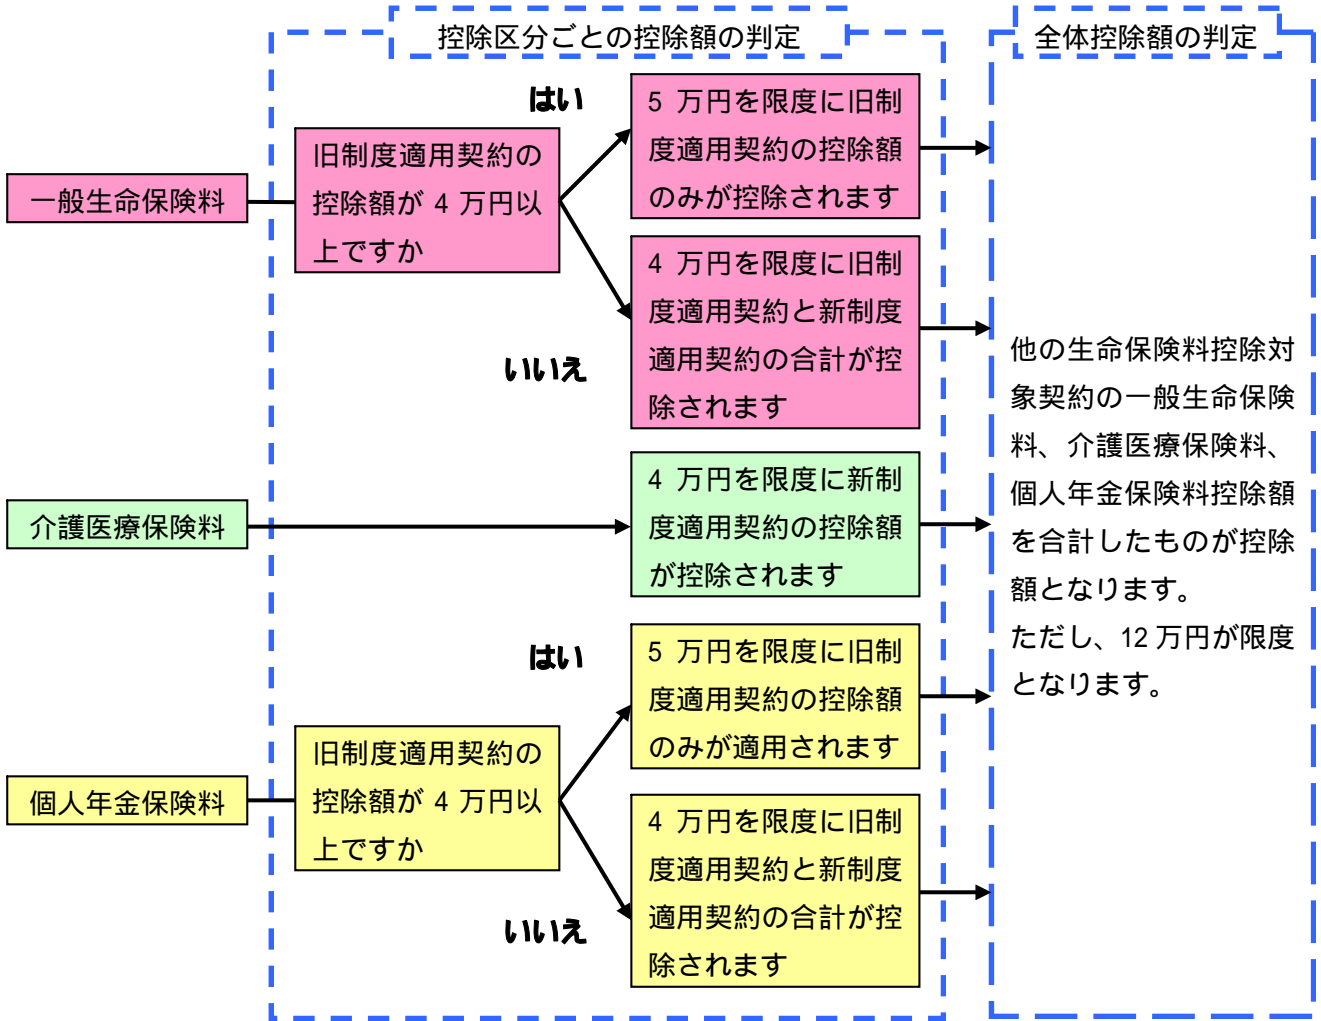 控除区分ごとの控除額の判定
全体控除額の判定
一般生命保険料
旧制度適用契約の
控除額が 4 万円以
上ですか
はい
5 万円を限度に旧制
度適用契約の控除額
のみが控除されます
いいえ
4 万円を限度に旧制
度適用契約と新制度
適用契約の合計が控
除されます
介護医療保険料
4 万円を限度に新制
度適用契約の控除額
が控除されます
個人年金保険料
旧制度適用契約の
控除額が 4 万円以
上ですか
はい
5 万円を限度に旧制
度適用契約の控除額
のみが適用されます
いいえ
4 万円を限度に旧制
度適用契約と新制度
適用契約の合計が控
除されます
他の生命保険料控除対
象契約の一般生命保険
料、介護医療保険料、
個人年金保険料控除額
を合計したものが控除
額となります。
ただし、12 万円が限度
となります。